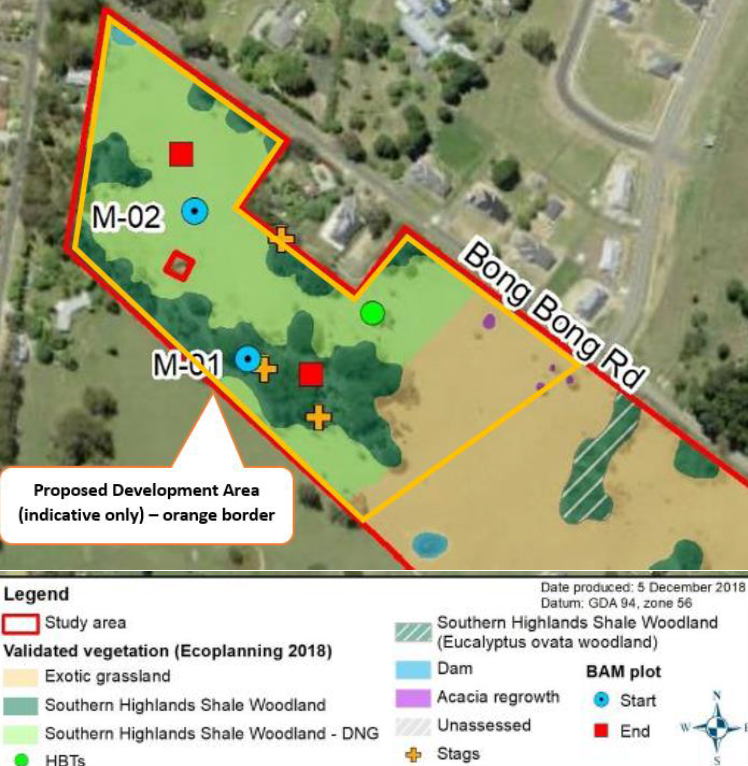 M-02
Bong Bong Rd
M-01
Proposed Development Area
(indicative only) – orange border
Legend
Study area
Validated vegetation (Ecoplanning 2018)
Exotic grassland
Southern Highlands Shale Woodland
Southern Highlands Shale Woodland - DNG
HBTs
Date produced: 5 December 2018
Datum: GDA 94, zone 56
Southern Highlands Shale Woodland
(Eucalyptus ovata woodland)
Dam
Acacia regrowth
Unassessed
Stags
BAM plot
Start
End
N
W
E
S